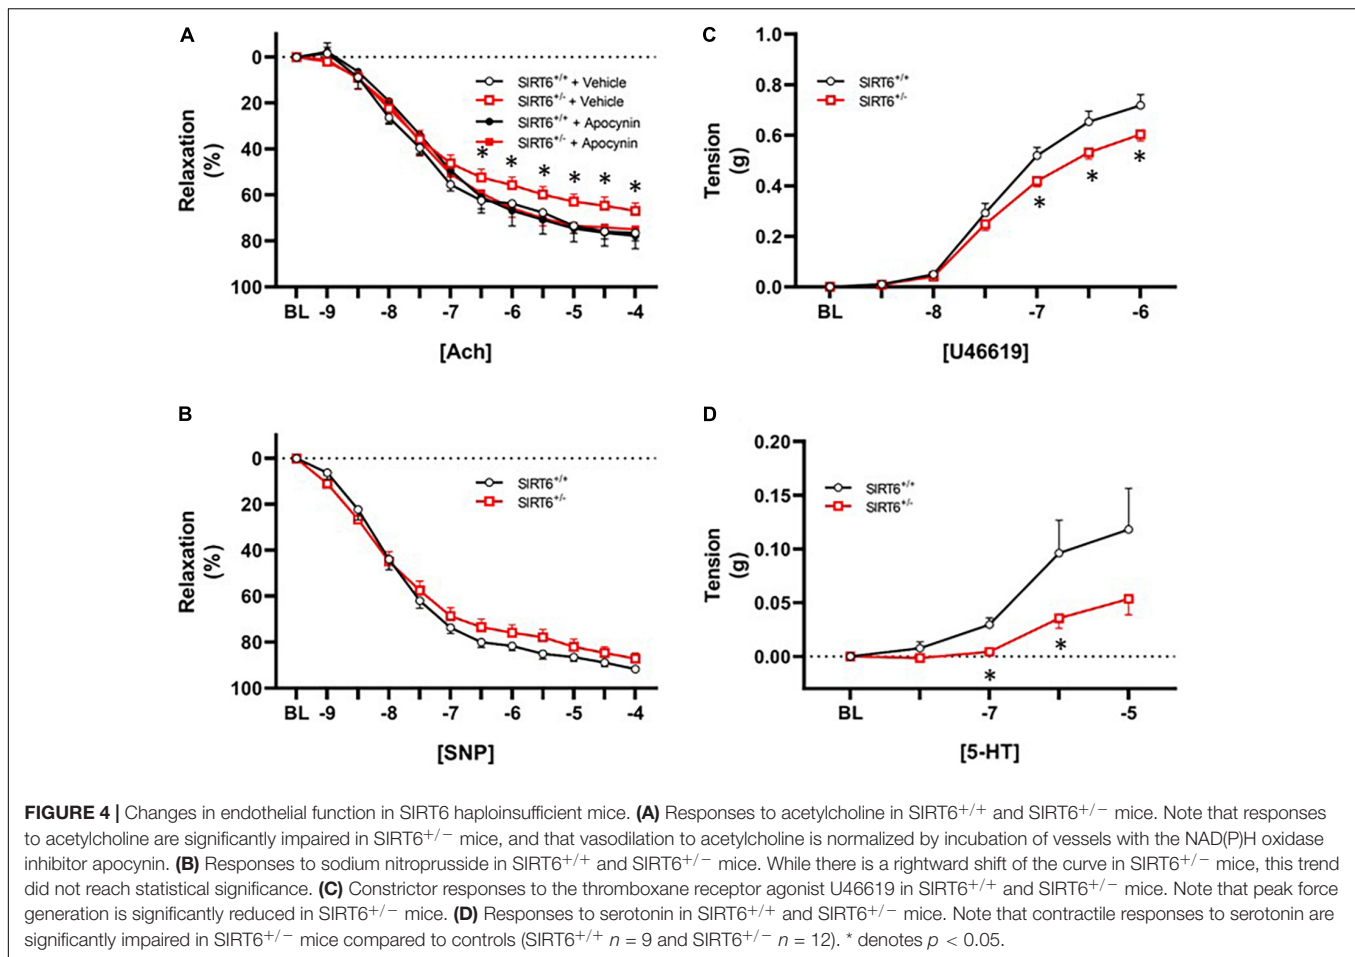 A
0
20
40
60
80
100
Relaxation
(%)
SIRT6+/+ + Vehicle
SIRT6+/- + Vehicle
SIRT6+/+ + Apocynin
SIRT6+/- + Apocynin
* * * * * *
BL -9 -8 -7 -6 -5 -4
[Ach]
C
1.0
0.8
0.6
0.4
0.2
0.0
Tension
(g)
SIRT6+/+
SIRT6+/-
* * *
BL -8 -7 -6
[U46619]
B
0
20
40
60
80
100
Relaxation
(%)
SIRT6+/+
SIRT6+/-
BL -9 -8 -7 -6 -5 -4
[SNP]
D
0.20
0.15
0.10
0.05
0.00
Tension
(g)
SIRT6+/+
SIRT6+/-
* *
BL -7 -5
[5-HT]
FIGURE 4 | Changes in endothelial function in SIRT6 haploinsufficient mice. (A) Responses to acetylcholine in SIRT6+/+ and SIRT6+/− mice. Note that responses
to acetylcholine are significantly impaired in SIRT6+/− mice, and that vasodilation to acetylcholine is normalized by incubation of vessels with the NAD(P)H oxidase
inhibitor apocynin. (B) Responses to sodium nitroprusside in SIRT6+/+ and SIRT6+/− mice. While there is a rightward shift of the curve in SIRT6+/− mice, this trend
did not reach statistical significance. (C) Constrictor responses to the thromboxane receptor agonist U46619 in SIRT6+/+ and SIRT6+/− mice. Note that peak force
generation is significantly reduced in SIRT6+/− mice. (D) Responses to serotonin in SIRT6+/+ and SIRT6+/− mice. Note that contractile responses to serotonin are
significantly impaired in SIRT6+/− mice compared to controls (SIRT6+/+ n = 9 and SIRT6+/− n = 12). * denotes p < 0.05.